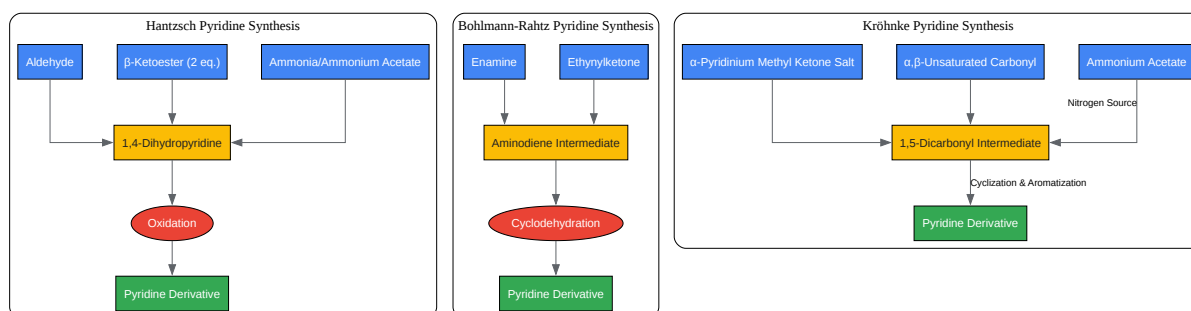 Hantzsch Pyridine Synthesis
Aldehyde
β-Ketoester (2 eq.)
Ammonia/Ammonium Acetate
1,4-Dihydropyridine
Oxidation
Pyridine Derivative
Bohlmann-Rahtz Pyridine Synthesis
Enamine
Ethynylketone
Aminodiene Intermediate
Cyclodehydration
Pyridine Derivative
Kröhnke Pyridine Synthesis
α-Pyridinium Methyl Ketone Salt
α,β-Unsaturated Carbonyl
Ammonium Acetate
Nitrogen Source
1,5-Dicarbonyl Intermediate
Cyclization & Aromatization
Pyridine Derivative